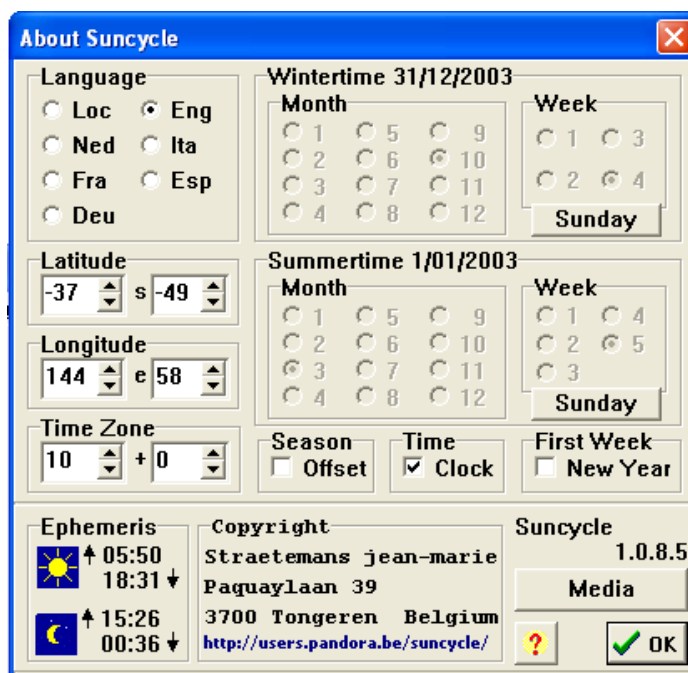 About Suncycle
Language
Loc Eng
Ned Ita
Fra Esp
Deu
Wintertime 31/12/2003
Month
1 5 9
2 6 10
3 7 11
4 8 12
Week
1 3
2 4
Sunday
Latitude
-37 s -49
Longitude
144 e 58
Time Zone
10 + 0
Summertime 1/01/2003
Month
1 5 9
2 6 10
3 7 11
4 8 12
Week
1 4
2 5
3
Sunday
Season
Offset
Time
Clock
First Week
New Year
Ephemeris
05:50
18:31
15:26
00:36
Copyright
Straetemans jean-marie
Paquaylaan 39
3700 Tongeren Belgium
http://users.pandora.be/suncycle/
Suncycle
1.0.8.5
Media
?
OK